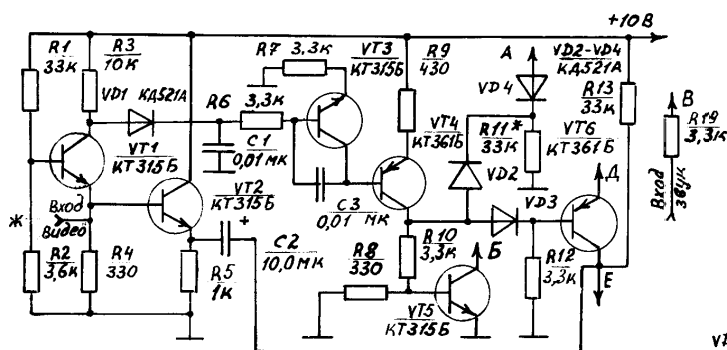 +10В
R1
33к
R3
10к
VD1 КД521А
R7
3,3к
VT3
КТ315Б
R9
430
А
VD4
VD2-VD4
КД521А
R13
33к
В
R19
3,3к
Вход
звук
R6
3,3к
C1
0,01 мк
VT1
КТ315Б
VT4
КТ361Б
R11*
33к
VT6
КТ361Б
VD2
VT2
КТ315Б
C3
0,01 мк
Д
VD3
Ж
Вход
Видео
+
C2
10,0мк
R2
3,6к
R4
330
R5
1к
R8
330
R10
3,3к
Б
R12
3,3к
Е
VT5
КТ315Б